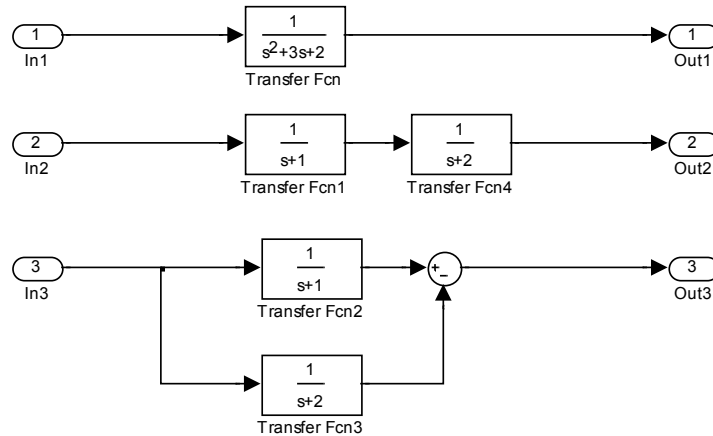 1
In1
1
s²+3s+2
Transfer Fcn
1
Out1
2
In2
1
s+1
Transfer Fcn1
1
s+2
Transfer Fcn4
2
Out2
3
In3
1
s+1
Transfer Fcn2
+
−
3
Out3
1
s+2
Transfer Fcn3